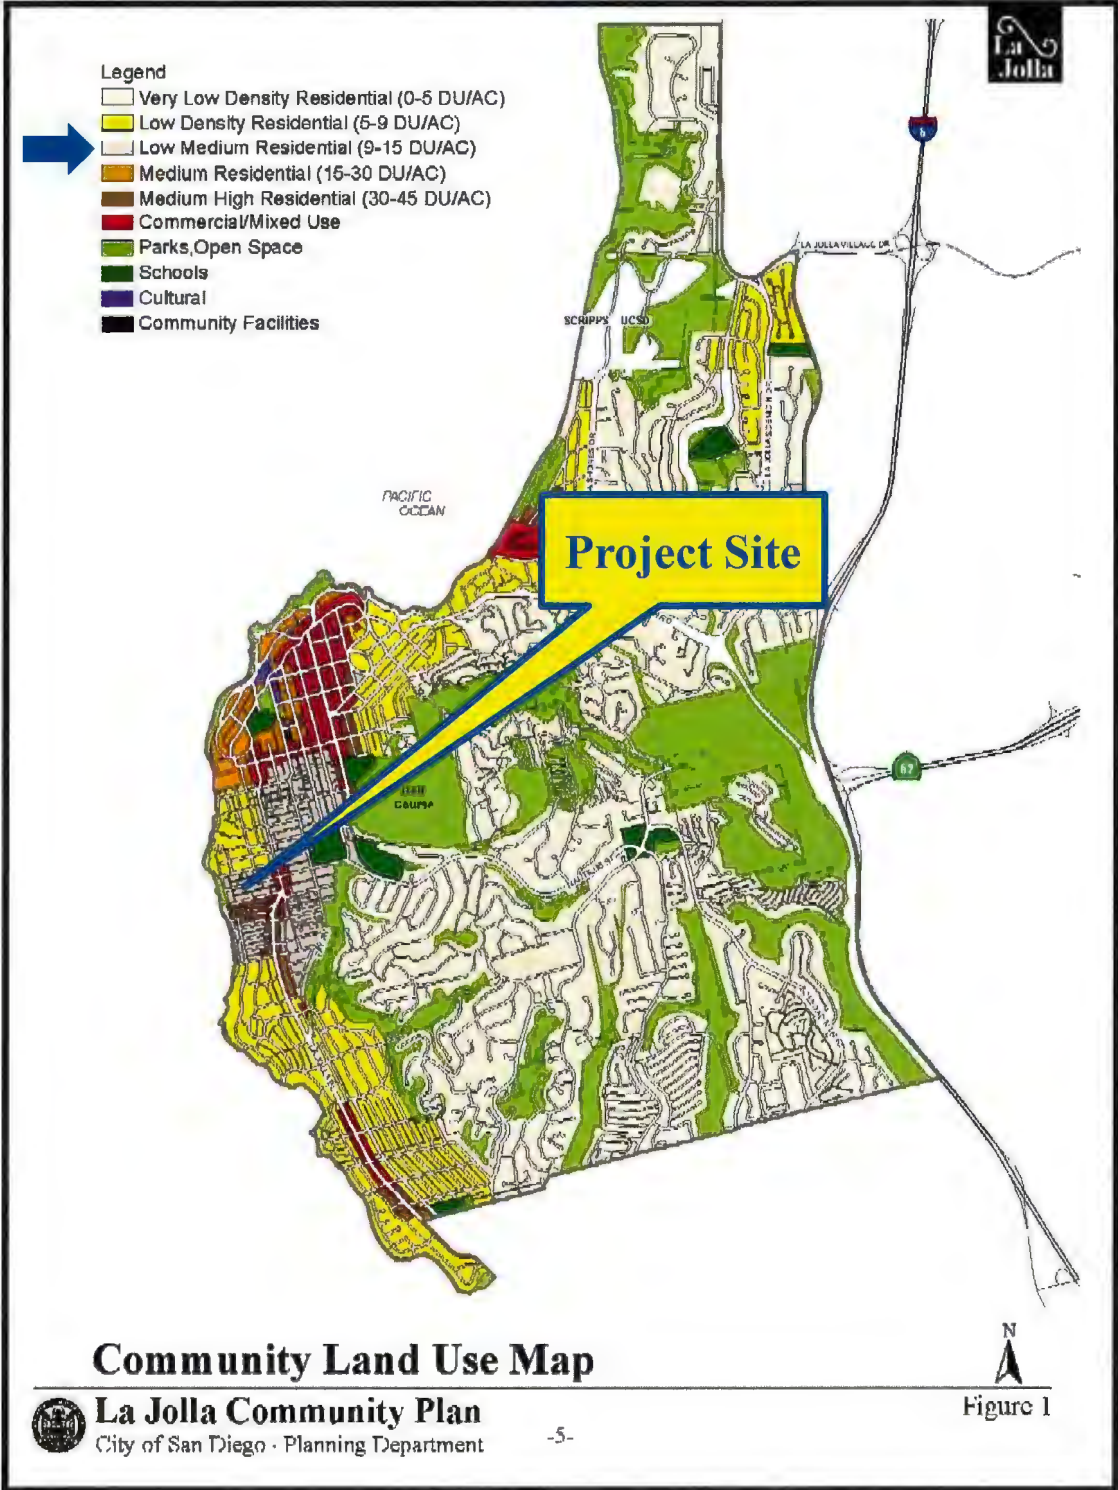 La
Jolla
Legend
Very Low Density Residential (0-5 DU/AC)
Low Density Residential (5-9 DU/AC)
Low Medium Residential (9-15 DU/AC)
Medium Residential (15-30 DU/AC)
Medium High Residential (30-45 DU/AC)
Commercial/Mixed Use
Parks,Open Space
Schools
Cultural
Community Facilities
LA JOLLA VILLAGE DR
SCRIPPS UCSD
PACIFIC
OCEAN
Project Site
Course
Community Land Use Map
N
La Jolla Community Plan
Figure 1
City of San Diego · Planning Department
-5-